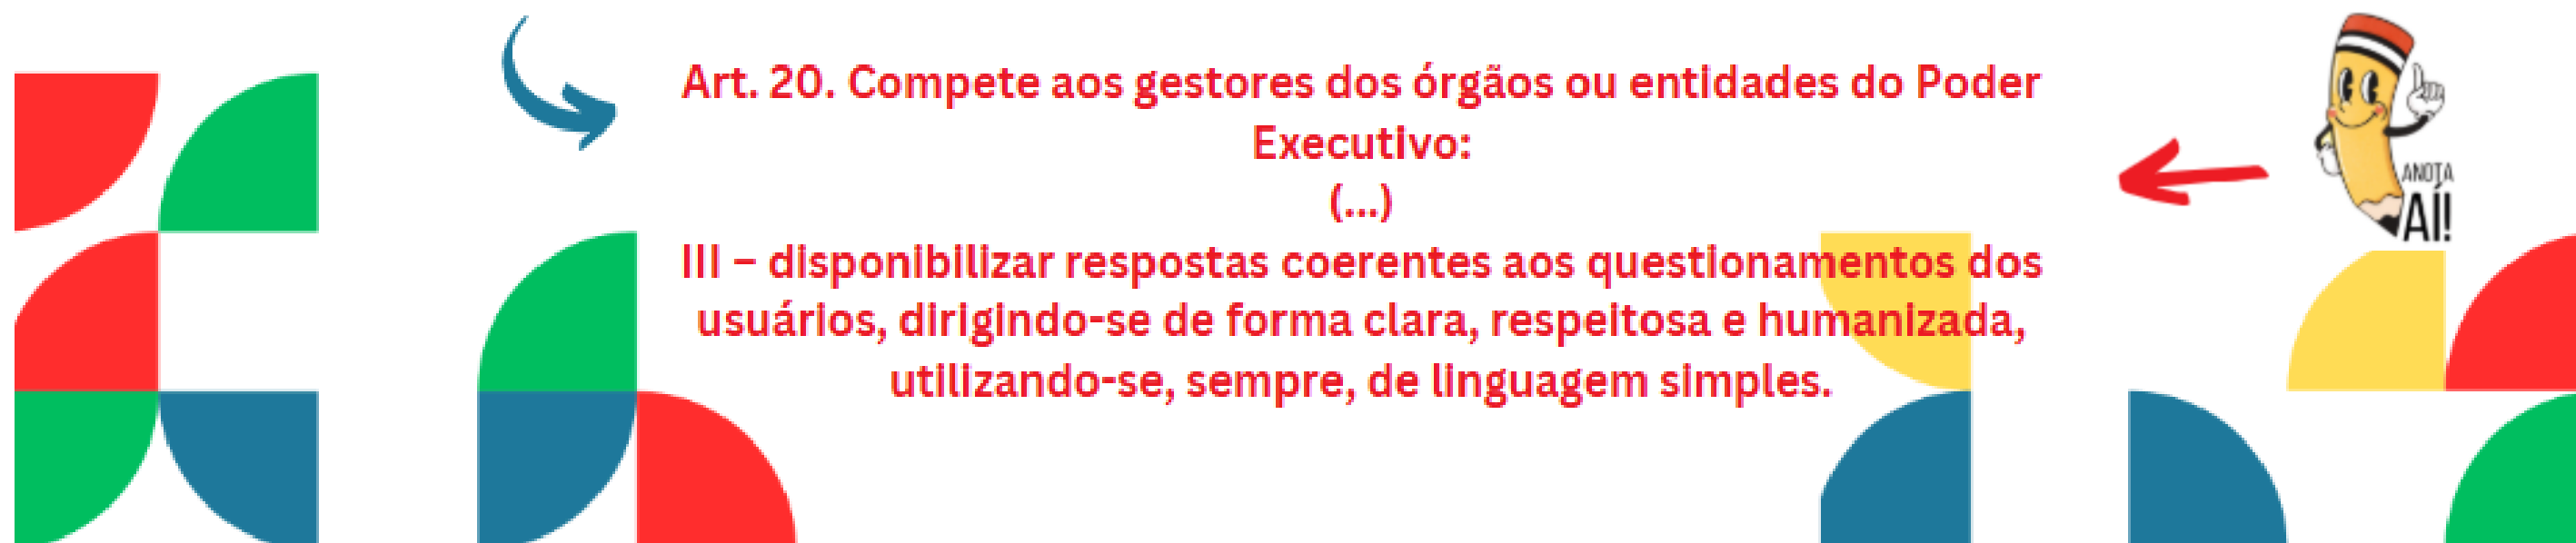 Art. 20. Compete aos gestores dos órgãos ou entidades do Poder
Executivo:
(...)
III – disponibilizar respostas coerentes aos questionamentos dos
usuários, dirigindo-se de forma clara, respeitosa e humanizada,
utilizando-se, sempre, de linguagem simples.
ANOTA
AÍ!